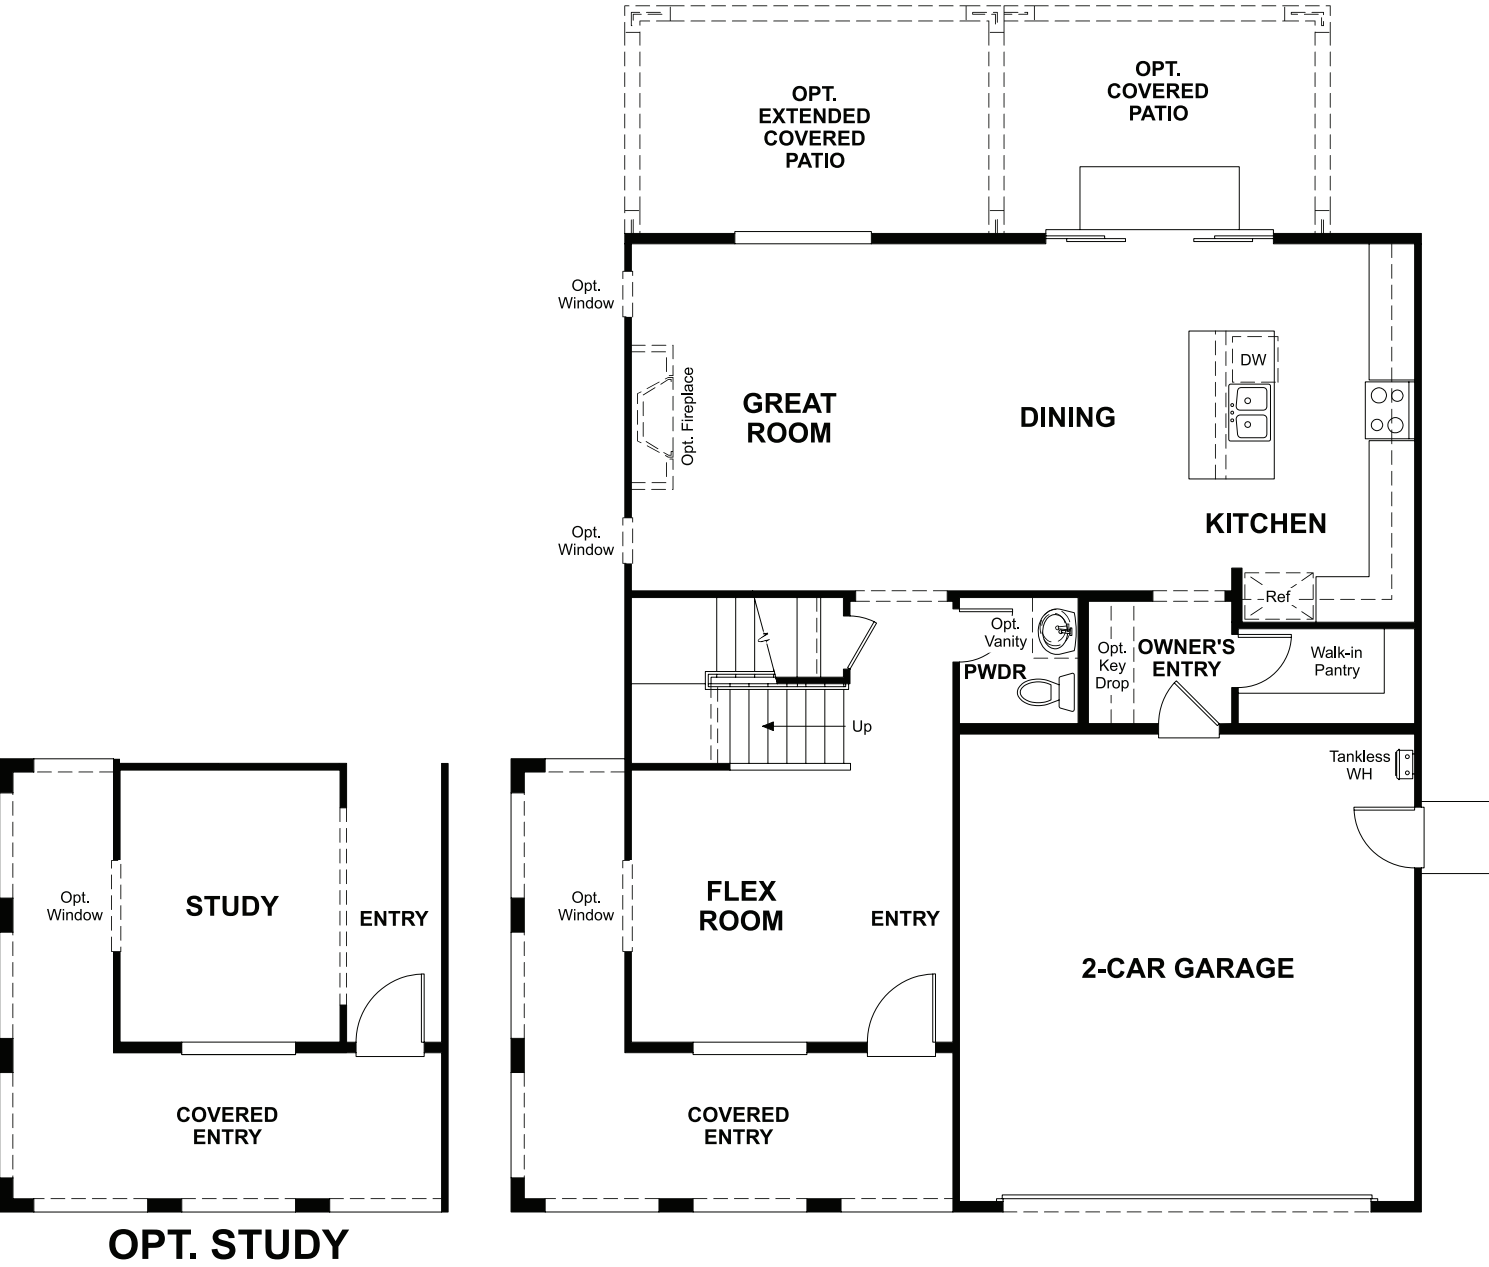 OPT.
EXTENDED
COVERED
PATIO
OPT.
COVERED
PATIO
Opt.
Window
Opt. Fireplace
GREAT
ROOM
DINING
DW
KITCHEN
Opt.
Window
Ref
Opt.
Vanity
PWDR
Opt.
Key
Drop
OWNER'S
ENTRY
Walk-in
Pantry
Up
Tankless
WH
Opt.
Window
STUDY
ENTRY
Opt.
Window
FLEX
ROOM
ENTRY
2-CAR GARAGE
COVERED
ENTRY
COVERED
ENTRY
OPT. STUDY